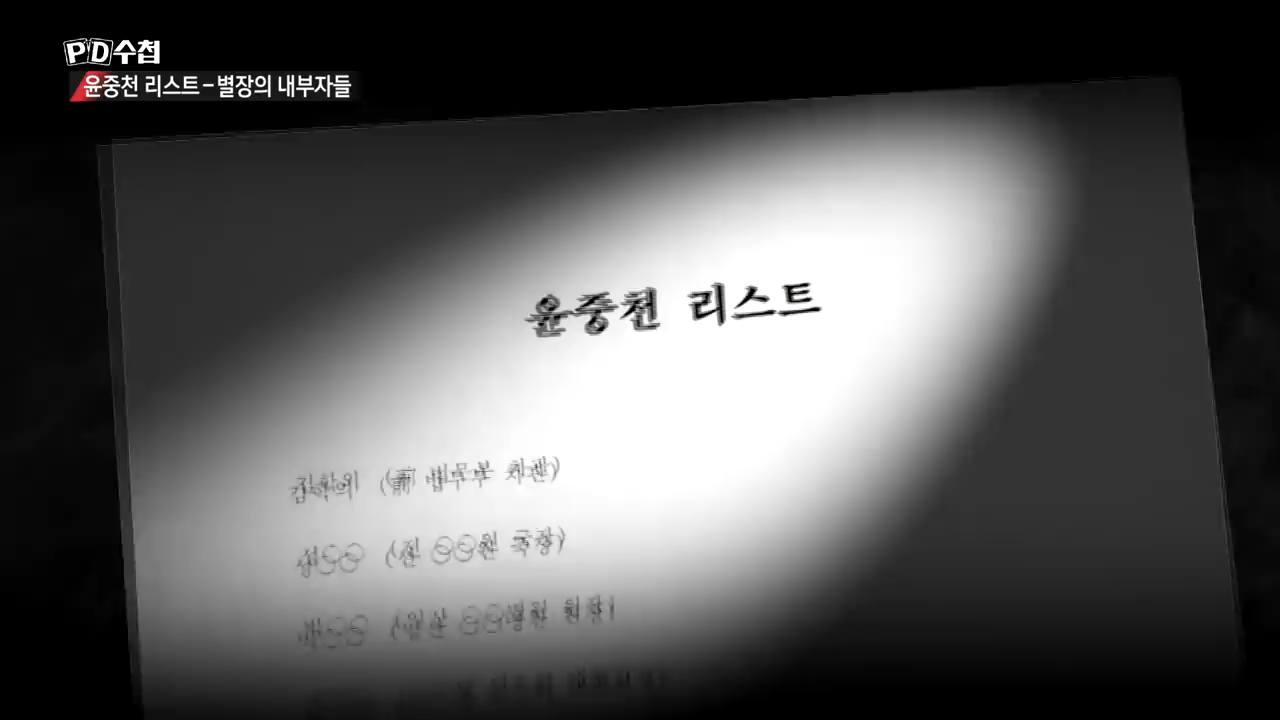 PD수첩
윤중천 리스트 - 별장의 내부자들
윤중천 리스트
김학의 (前 법무부 차관)
성○○ (전 ○○원 국장)
박○○ (일산 ○○병원 원장)